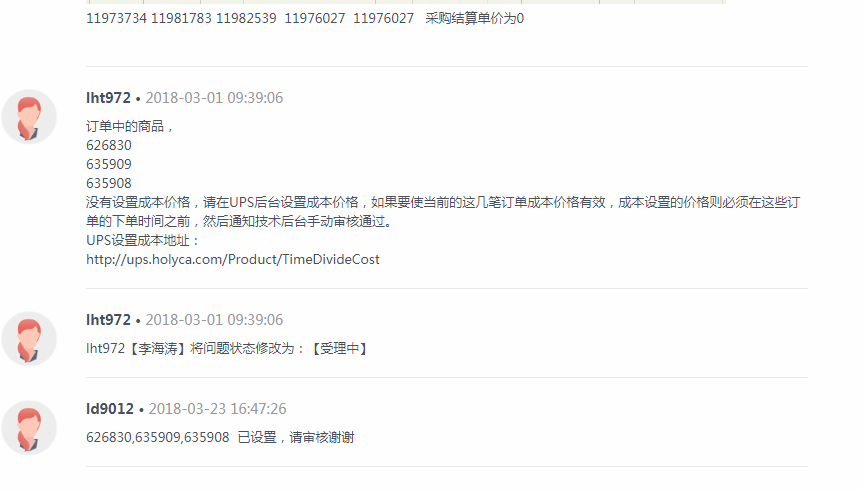 11973734 11981783 11982539  11976027  11976027   采购结算单价为0
lht972 • 2018-03-01 09:39:06
订单中的商品，
626830
635909
635908
没有设置成本价格，请在UPS后台设置成本价格，如果要使当前的这几笔订单成本价格有效，成本设置的价格则必须在这些订
单的下单时间之前，然后通知技术后台手动审核通过。
UPS设置成本地址：
http://ups.holyca.com/Product/TimeDivideCost
lht972 • 2018-03-01 09:39:06
lht972【李海涛】将问题状态修改为：【受理中】
ld9012 • 2018-03-23 16:47:26
626830,635909,635908  已设置，请审核谢谢